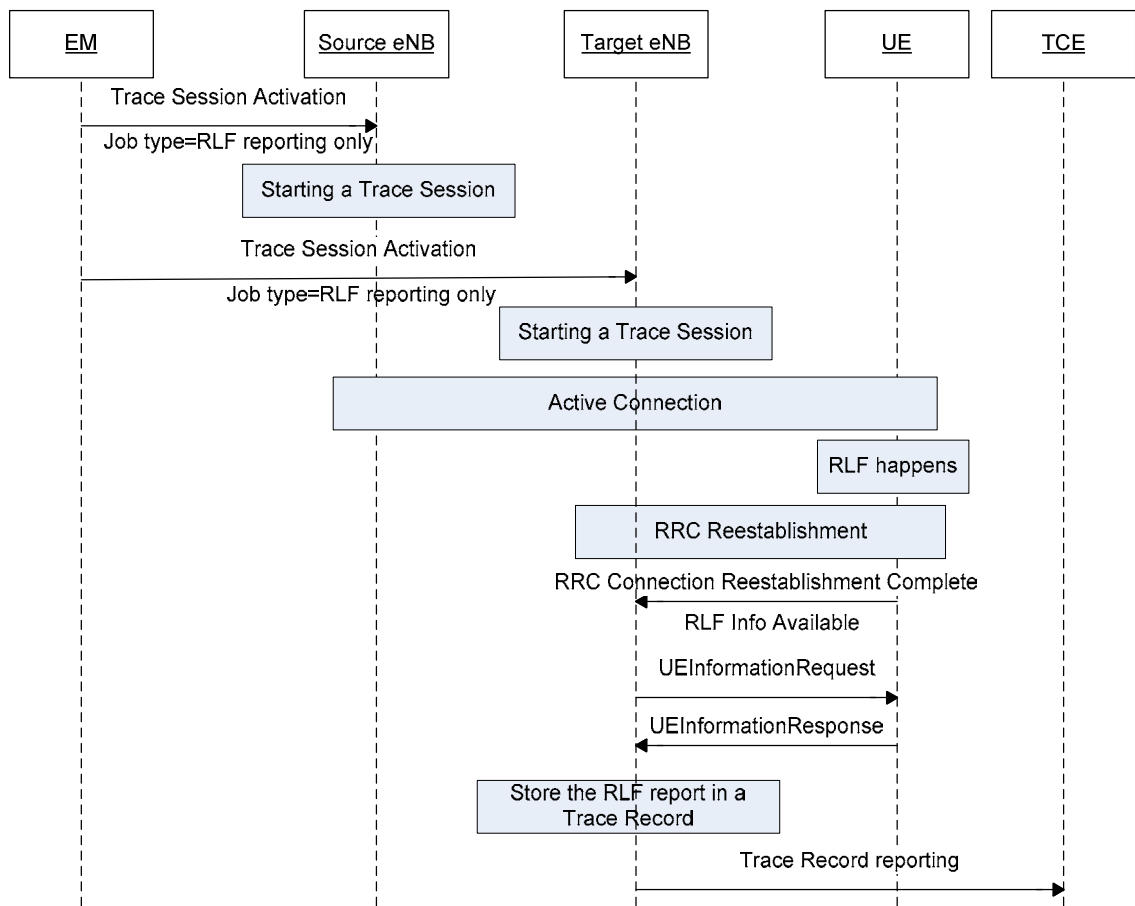 EM
Source eNB
Target eNB
UE
TCE
Trace Session Activation
Job type=RLF reporting only
Starting a Trace Session
Trace Session Activation
Job type=RLF reporting only
Starting a Trace Session
Active Connection
RLF happens
RRC Reestablishment
RRC Connection Reestablishment Complete
RLF Info Available
UEInformationRequest
UEInformationResponse
Store the RLF report in a
Trace Record
Trace Record reporting